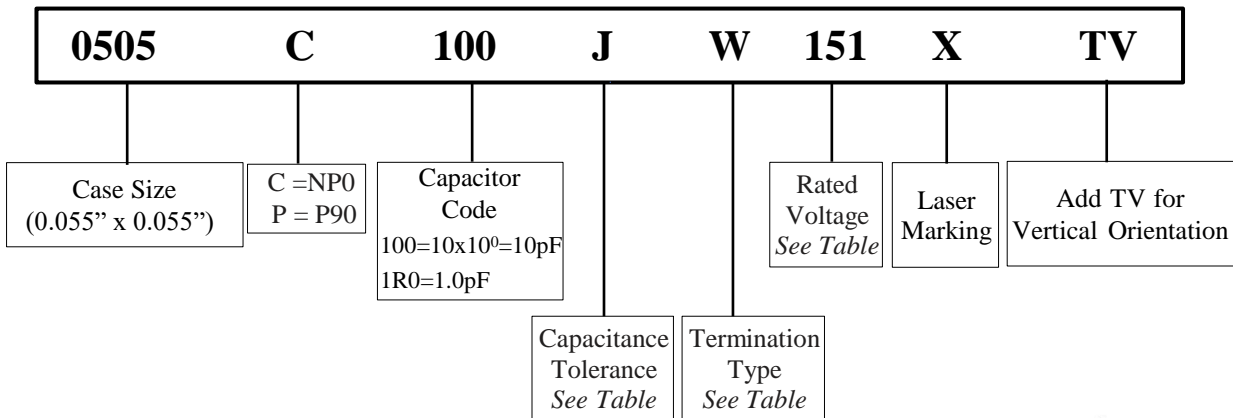 0505 C 100 J W 151 X TV
Case Size
(0.055” x 0.055”)
C =NP0
P = P90
Capacitor
Code
100=10x10⁰=10pF
1R0=1.0pF
Capacitance
Tolerance
See Table
Termination
Type
See Table
Rated
Voltage
See Table
Laser
Marking
Add TV for
Vertical Orientation